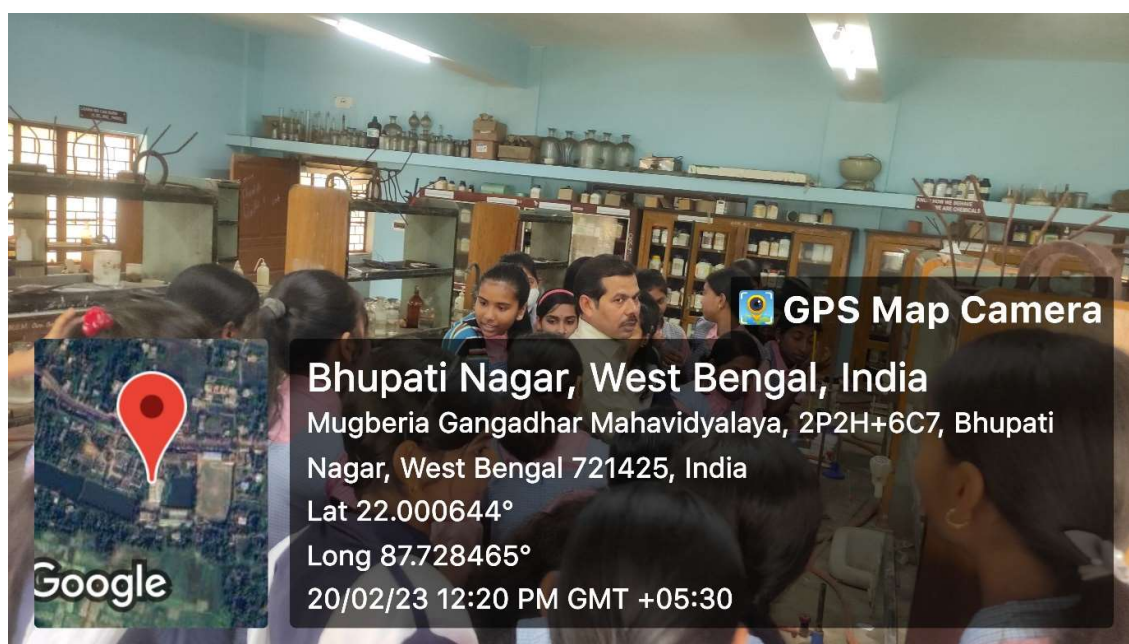 GPS Map Camera
Bhupati Nagar, West Bengal, India
Mugberia Gangadhar Mahavidyalaya, 2P2H+6C7, Bhupati
Nagar, West Bengal 721425, India
Lat 22.000644°
Long 87.728465°
20/02/23 12:20 PM GMT +05:30
Google